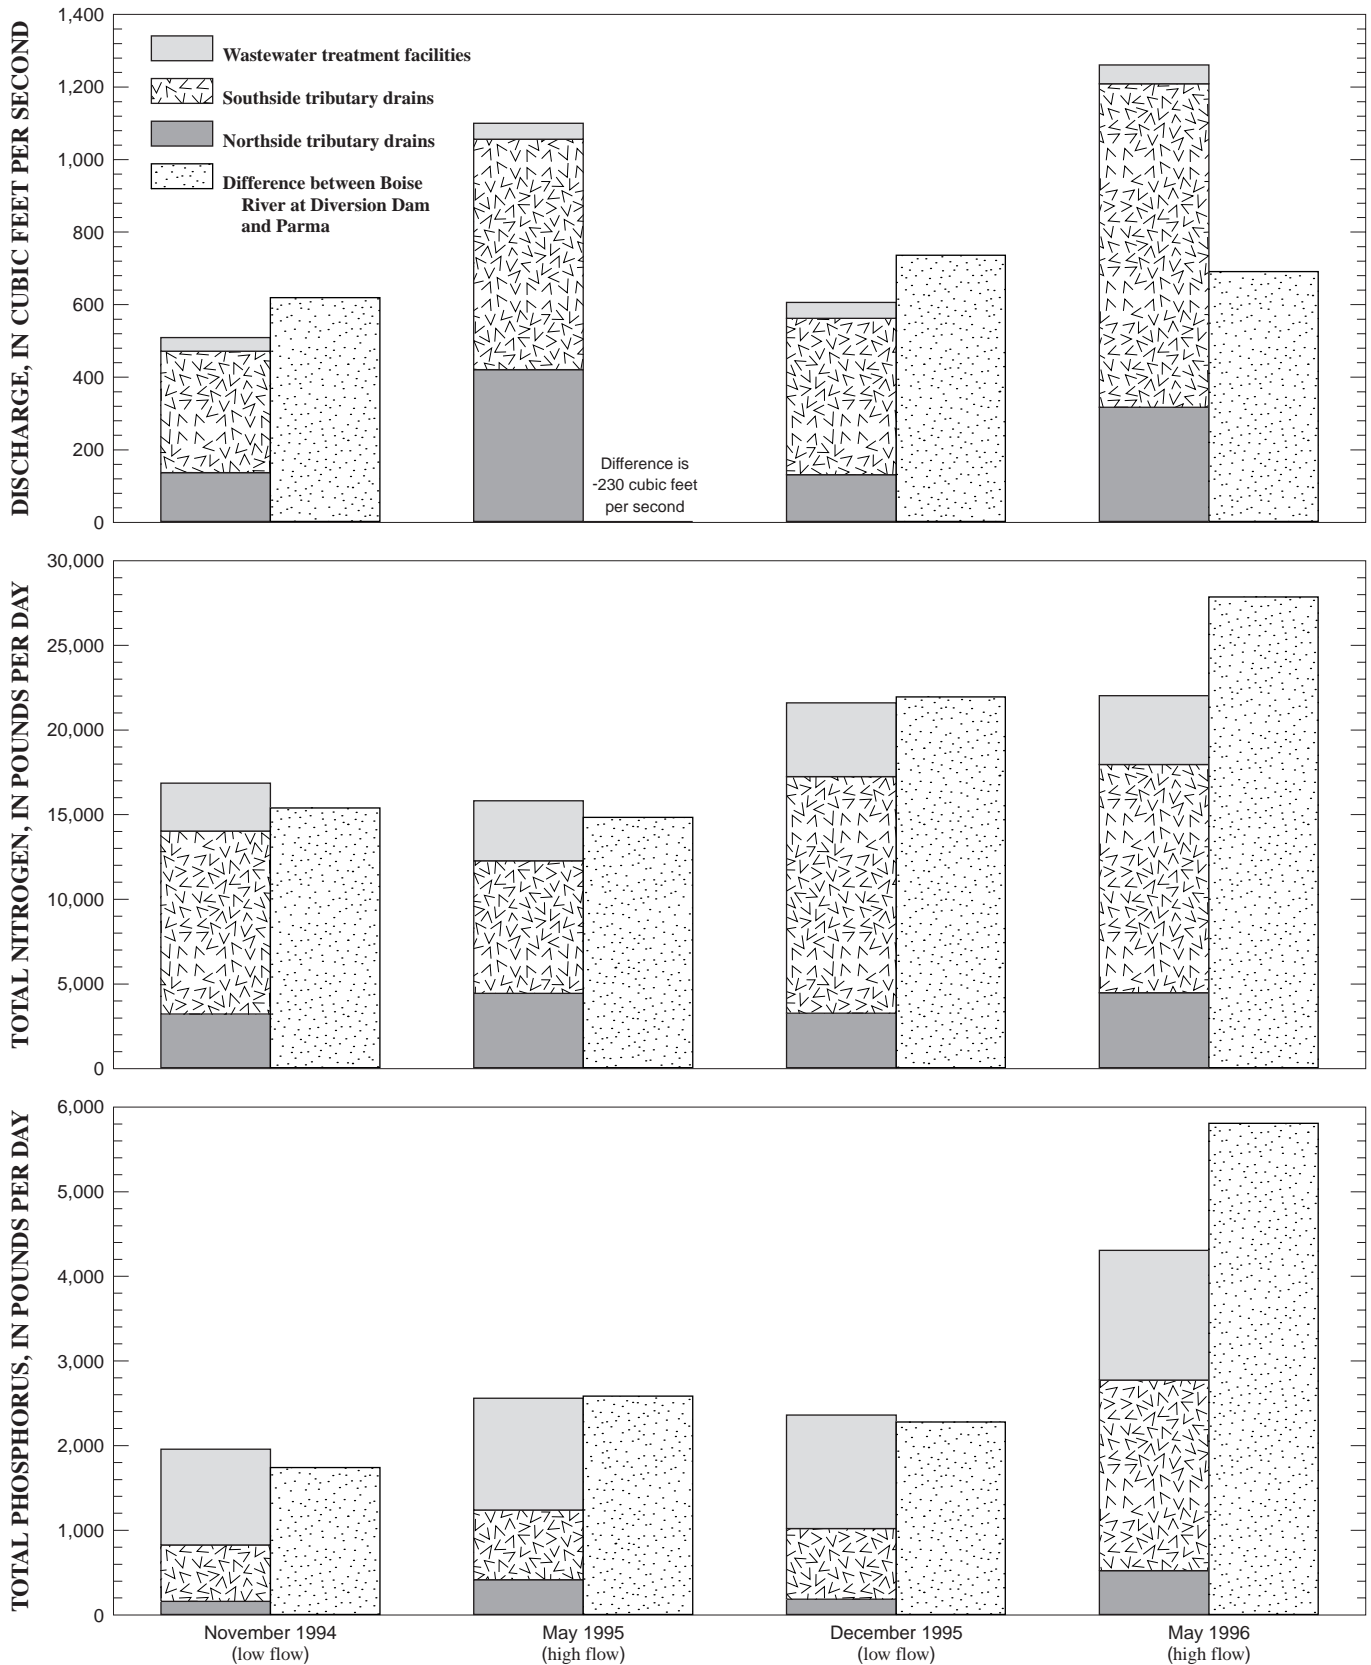 DISCHARGE, IN CUBIC FEET PER SECOND
1,400
1,200
1,000
800
600
400
200
0
Wastewater treatment facilities
Southside tributary drains
Northside tributary drains
Difference between Boise
River at Diversion Dam
and Parma
Difference is
-230 cubic feet
per second
TOTAL NITROGEN, IN POUNDS PER DAY
30,000
25,000
20,000
15,000
10,000
5,000
0
TOTAL PHOSPHORUS, IN POUNDS PER DAY
6,000
5,000
4,000
3,000
2,000
1,000
0
November 1994
(low flow)
May 1995
(high flow)
December 1995
(low flow)
May 1996
(high flow)